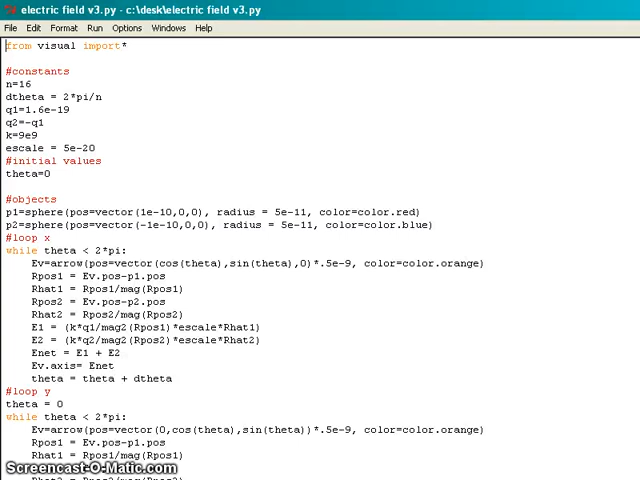 electric field v3.py - c:\desk\electric field v3.py
File Edit Format Run Options Windows Help
from visual import*
#constants
n=16
dtheta = 2*pi/n
q1=1.6e-19
q2=-q1
k=9e9
escale = 5e-20
#initial values
theta=0
#objects
p1=sphere(pos=vector(1e-10,0,0), radius = 5e-11, color=color.red)
p2=sphere(pos=vector(-1e-10,0,0), radius = 5e-11, color=color.blue)
#loop x
while theta < 2*pi:
    Ev=arrow(pos=vector(cos(theta),sin(theta),0)*.5e-9, color=color.orange)
    Rpos1 = Ev.pos-p1.pos
    Rhat1 = Rpos1/mag(Rpos1)
    Rpos2 = Ev.pos-p2.pos
    Rhat2 = Rpos2/mag(Rpos2)
    E1 = (k*q1/mag2(Rpos1)*escale*Rhat1)
    E2 = (k*q2/mag2(Rpos2)*escale*Rhat2)
    Enet = E1 + E2
    Ev.axis= Enet
    theta = theta + dtheta
#loop y
theta = 0
while theta < 2*pi:
    Ev=arrow(pos=vector(0,cos(theta),sin(theta))*.5e-9, color=color.orange)
    Rpos1 = Ev.pos-p1.pos
    Rhat1 = Rpos1/mag(Rpos1)
Screencast-O-Matic.com